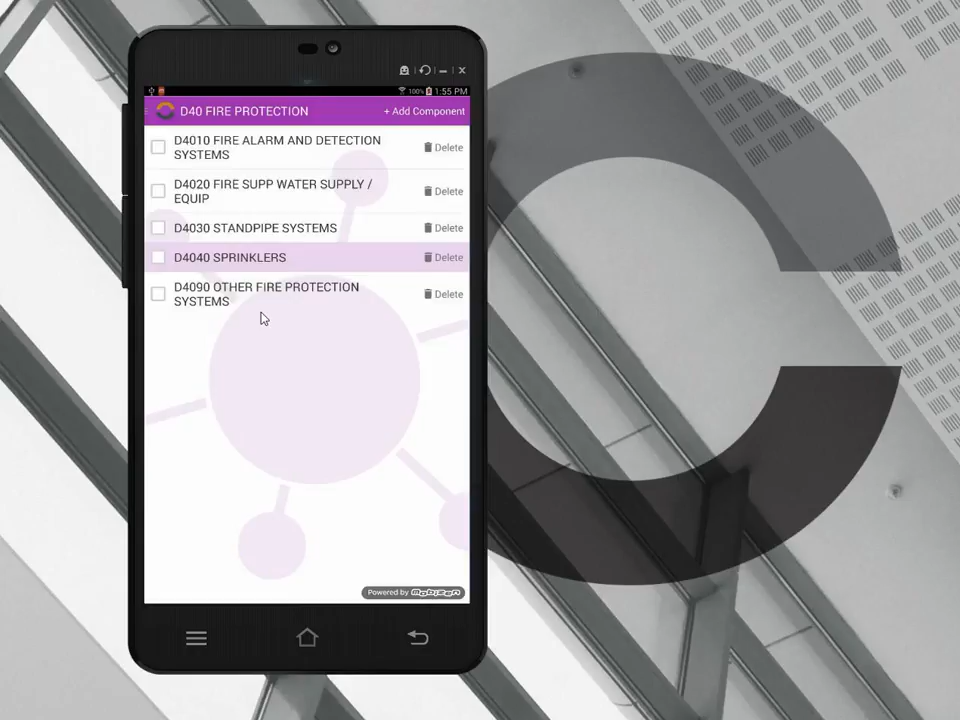 100% 1:55 PM
D40 FIRE PROTECTION + Add Component
D4010 FIRE ALARM AND DETECTION
SYSTEMS
Delete
D4020 FIRE SUPP WATER SUPPLY /
EQUIP
Delete
D4030 STANDPIPE SYSTEMS Delete
D4040 SPRINKLERS Delete
D4090 OTHER FIRE PROTECTION
SYSTEMS
Delete
Powered by Mobizen